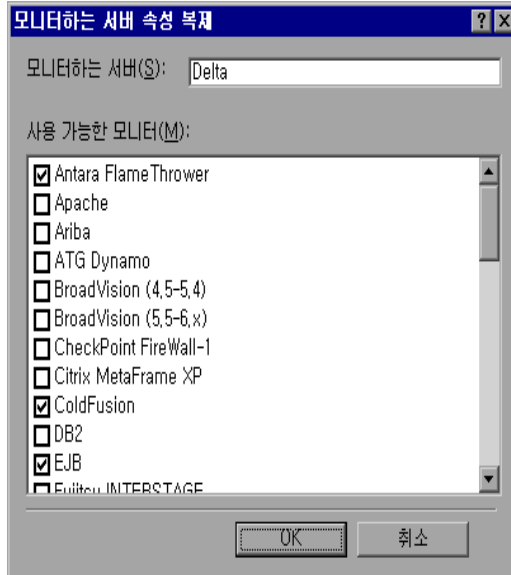 모니터하는 서버 속성 복제
모니터하는 서버(S): Delta
사용 가능한 모니터(M):
Antara FlameThrower
Apache
Ariba
ATG Dynamo
BroadVision (4,5-5,4)
BroadVision (5,5-6,x)
CheckPoint FireWall-1
Citrix MetaFrame XP
ColdFusion
DB2
EJB
Fujitsu INTERSTAGE
OK 취소